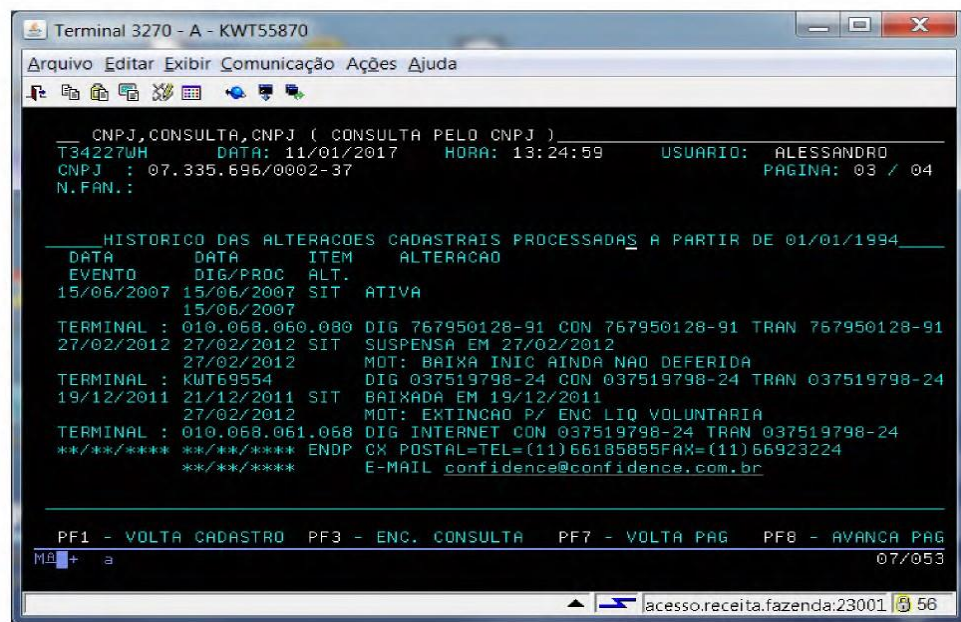 Terminal 3270 - A - KWT55870
Arquivo Editar Exibir Comunicação Ações Ajuda
__ CNPJ,CONSULTA,CNPJ ( CONSULTA PELO CNPJ )
T34227WH DATA: 11/01/2017 HORA: 13:24:59 USUARIO: ALESSANDRO
CNPJ : 07.335.696/0002-37 PAGINA: 03 / 04
N.FAN.:
HISTORICO DAS ALTERACOES CADASTRAIS PROCESSADAS A PARTIR DE 01/01/1994
DATA DATA ITEM ALTERACAO
EVENTO DIG/PROC ALT.
15/06/2007 15/06/2007 SIT ATIVA
15/06/2007
TERMINAL : 010.068.060.080 DIG 767950128-91 CON 767950128-91 TRAN 767950128-91
27/02/2012 27/02/2012 SIT SUSPENSA EM 27/02/2012
27/02/2012 MOT: BAIXA INIC AINDA NAO DEFERIDA
TERMINAL : KWT69554 DIG 037519798-24 CON 037519798-24 TRAN 037519798-24
19/12/2011 21/12/2011 SIT BAIXADA EM 19/12/2011
27/02/2012 MOT: EXTINCAO P/ ENC LIQ VOLUNTARIA
TERMINAL : 010.068.061.068 DIG INTERNET CON 037519798-24 TRAN 037519798-24
**/**/**** **/**/**** ENDP CX POSTAL=TEL=(11)66185855FAX=(11)66923224
**/**/**** E-MAIL confidence@confidence.com.br
PF1 - VOLTA CADASTRO PF3 - ENC. CONSULTA PF7 - VOLTA PAG PF8 - AVANCA PAG
MA + a 07/053
acesso.receita.fazenda:23001 56